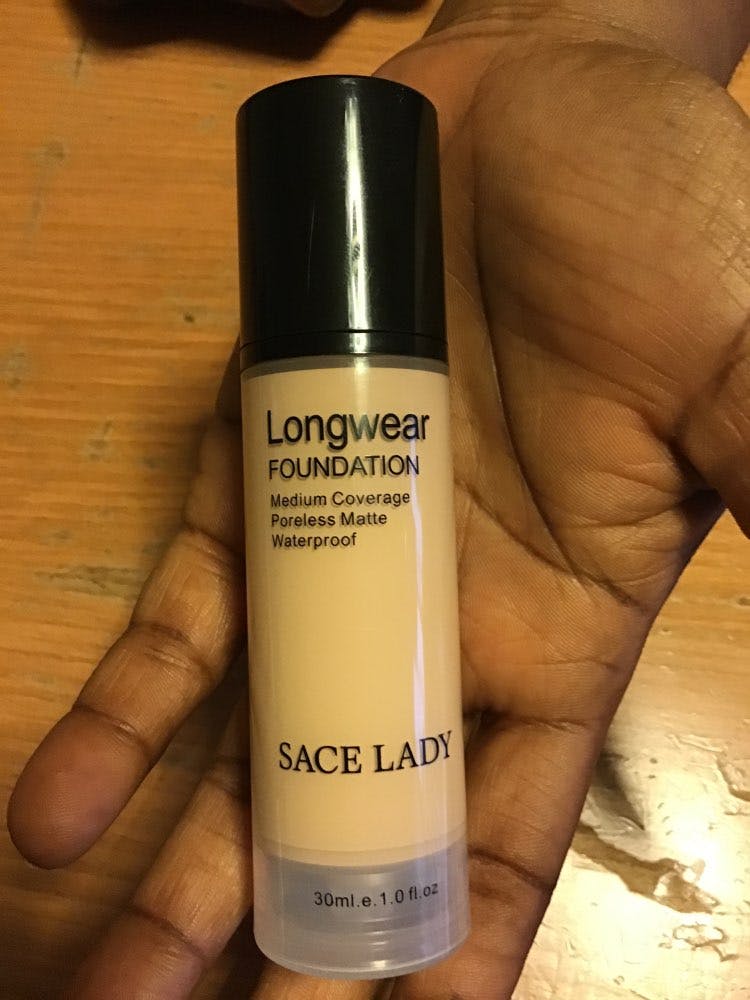 Longwear
FOUNDATION
Medium Coverage
Poreless Matte
Waterproof
SACE LADY
30ml.e.1.0 fl.oz